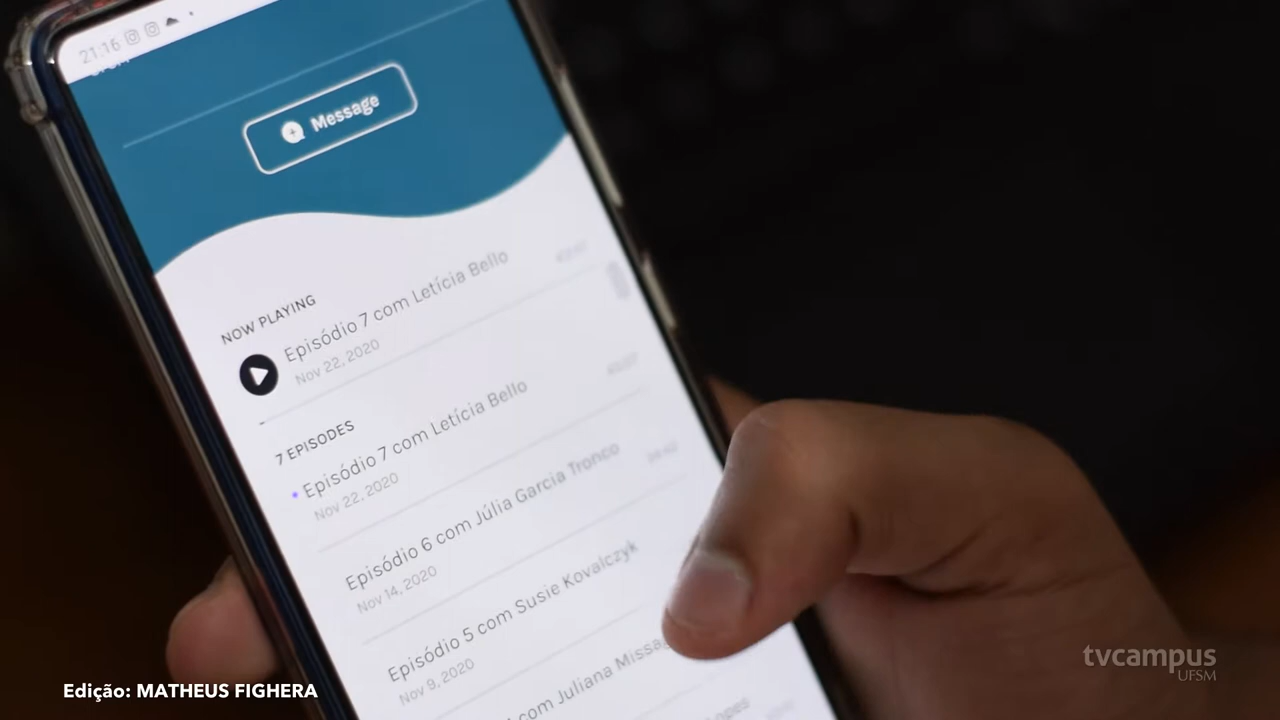 21:16
Message
NOW PLAYING
Episódio 7 com Letícia Bello
Nov 22, 2020
7 EPISODES
Episódio 7 com Letícia Bello
Nov 22, 2020
Episódio 6 com Júlia Garcia Tronco
Nov 14, 2020
Episódio 5 com Susie Kovalczyk
Nov 9, 2020
com Juliana Missag
Edição: MATHEUS FIGHERA
tvcampus
UFSM